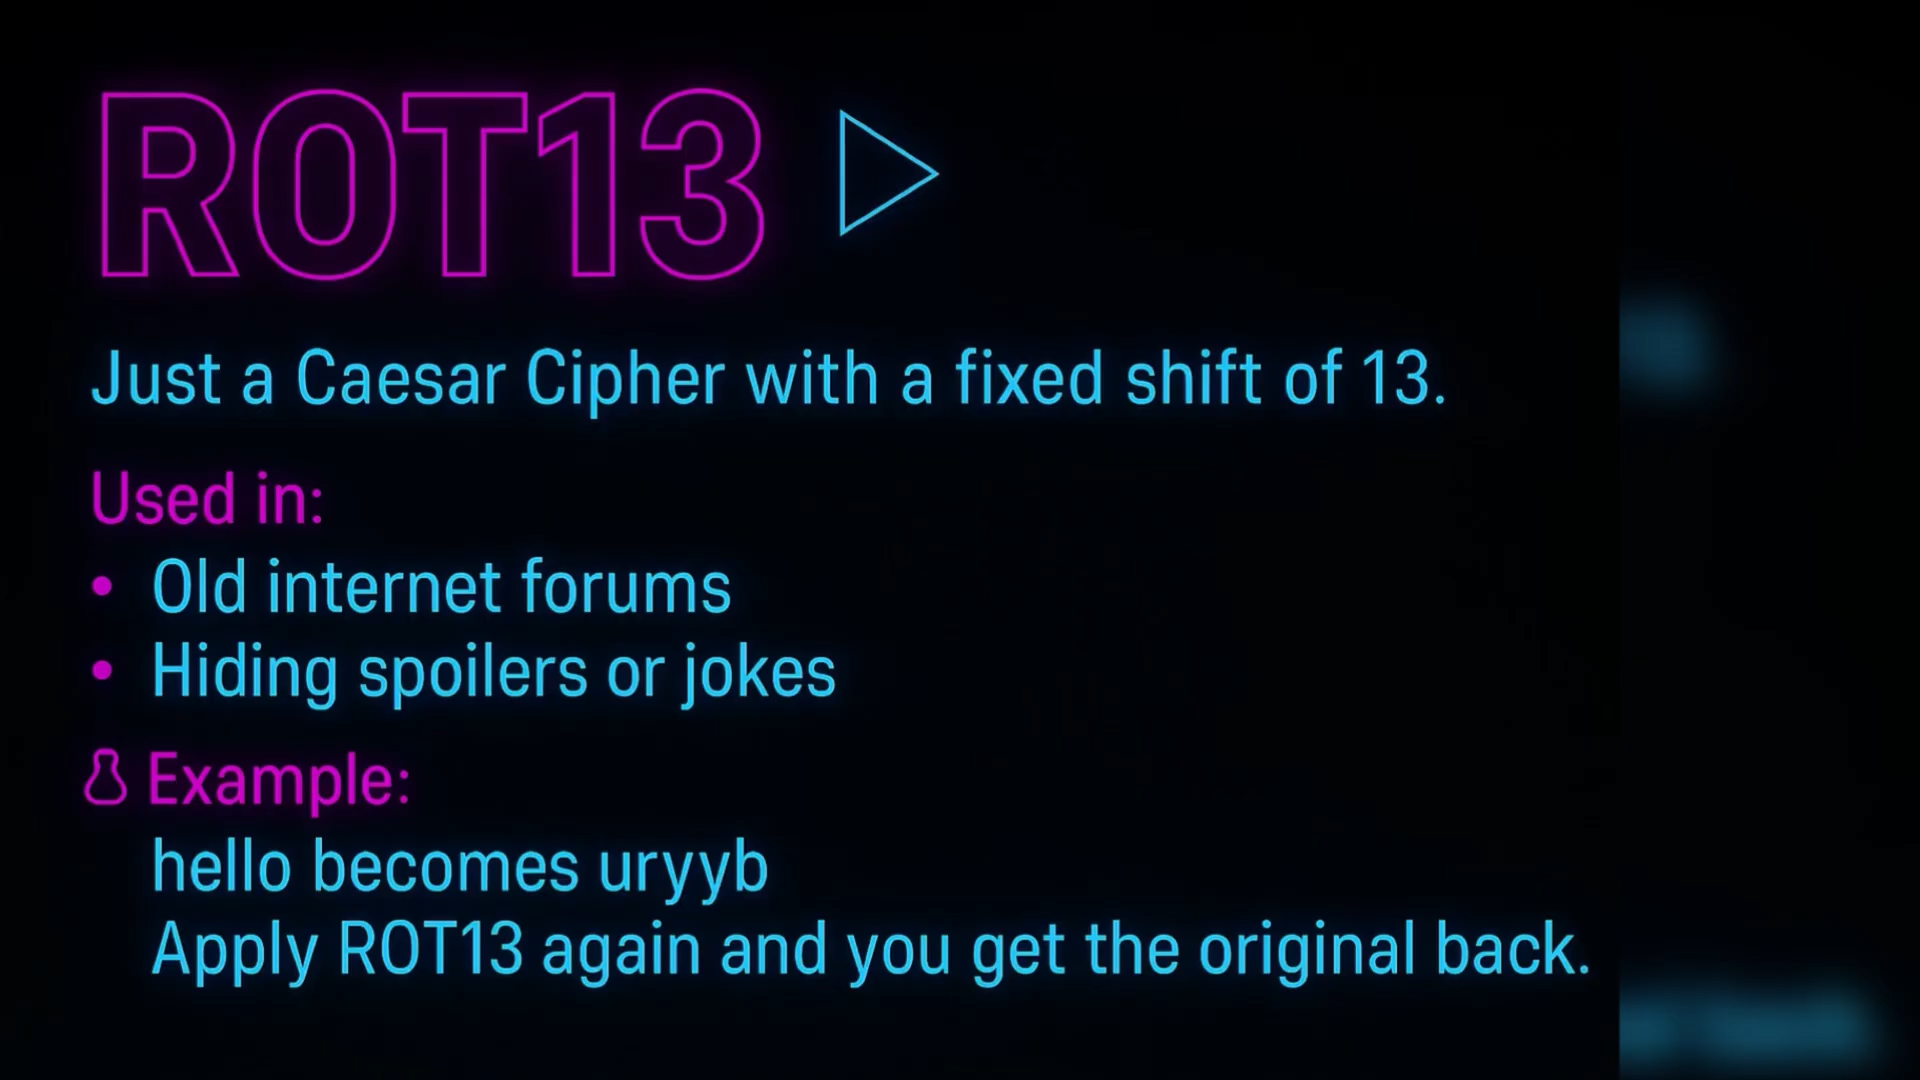 ROT13
Just a Caesar Cipher with a fixed shift of 13.
Used in:
• Old internet forums
• Hiding spoilers or jokes
Example:
hello becomes uryyb
Apply ROT13 again and you get the original back.